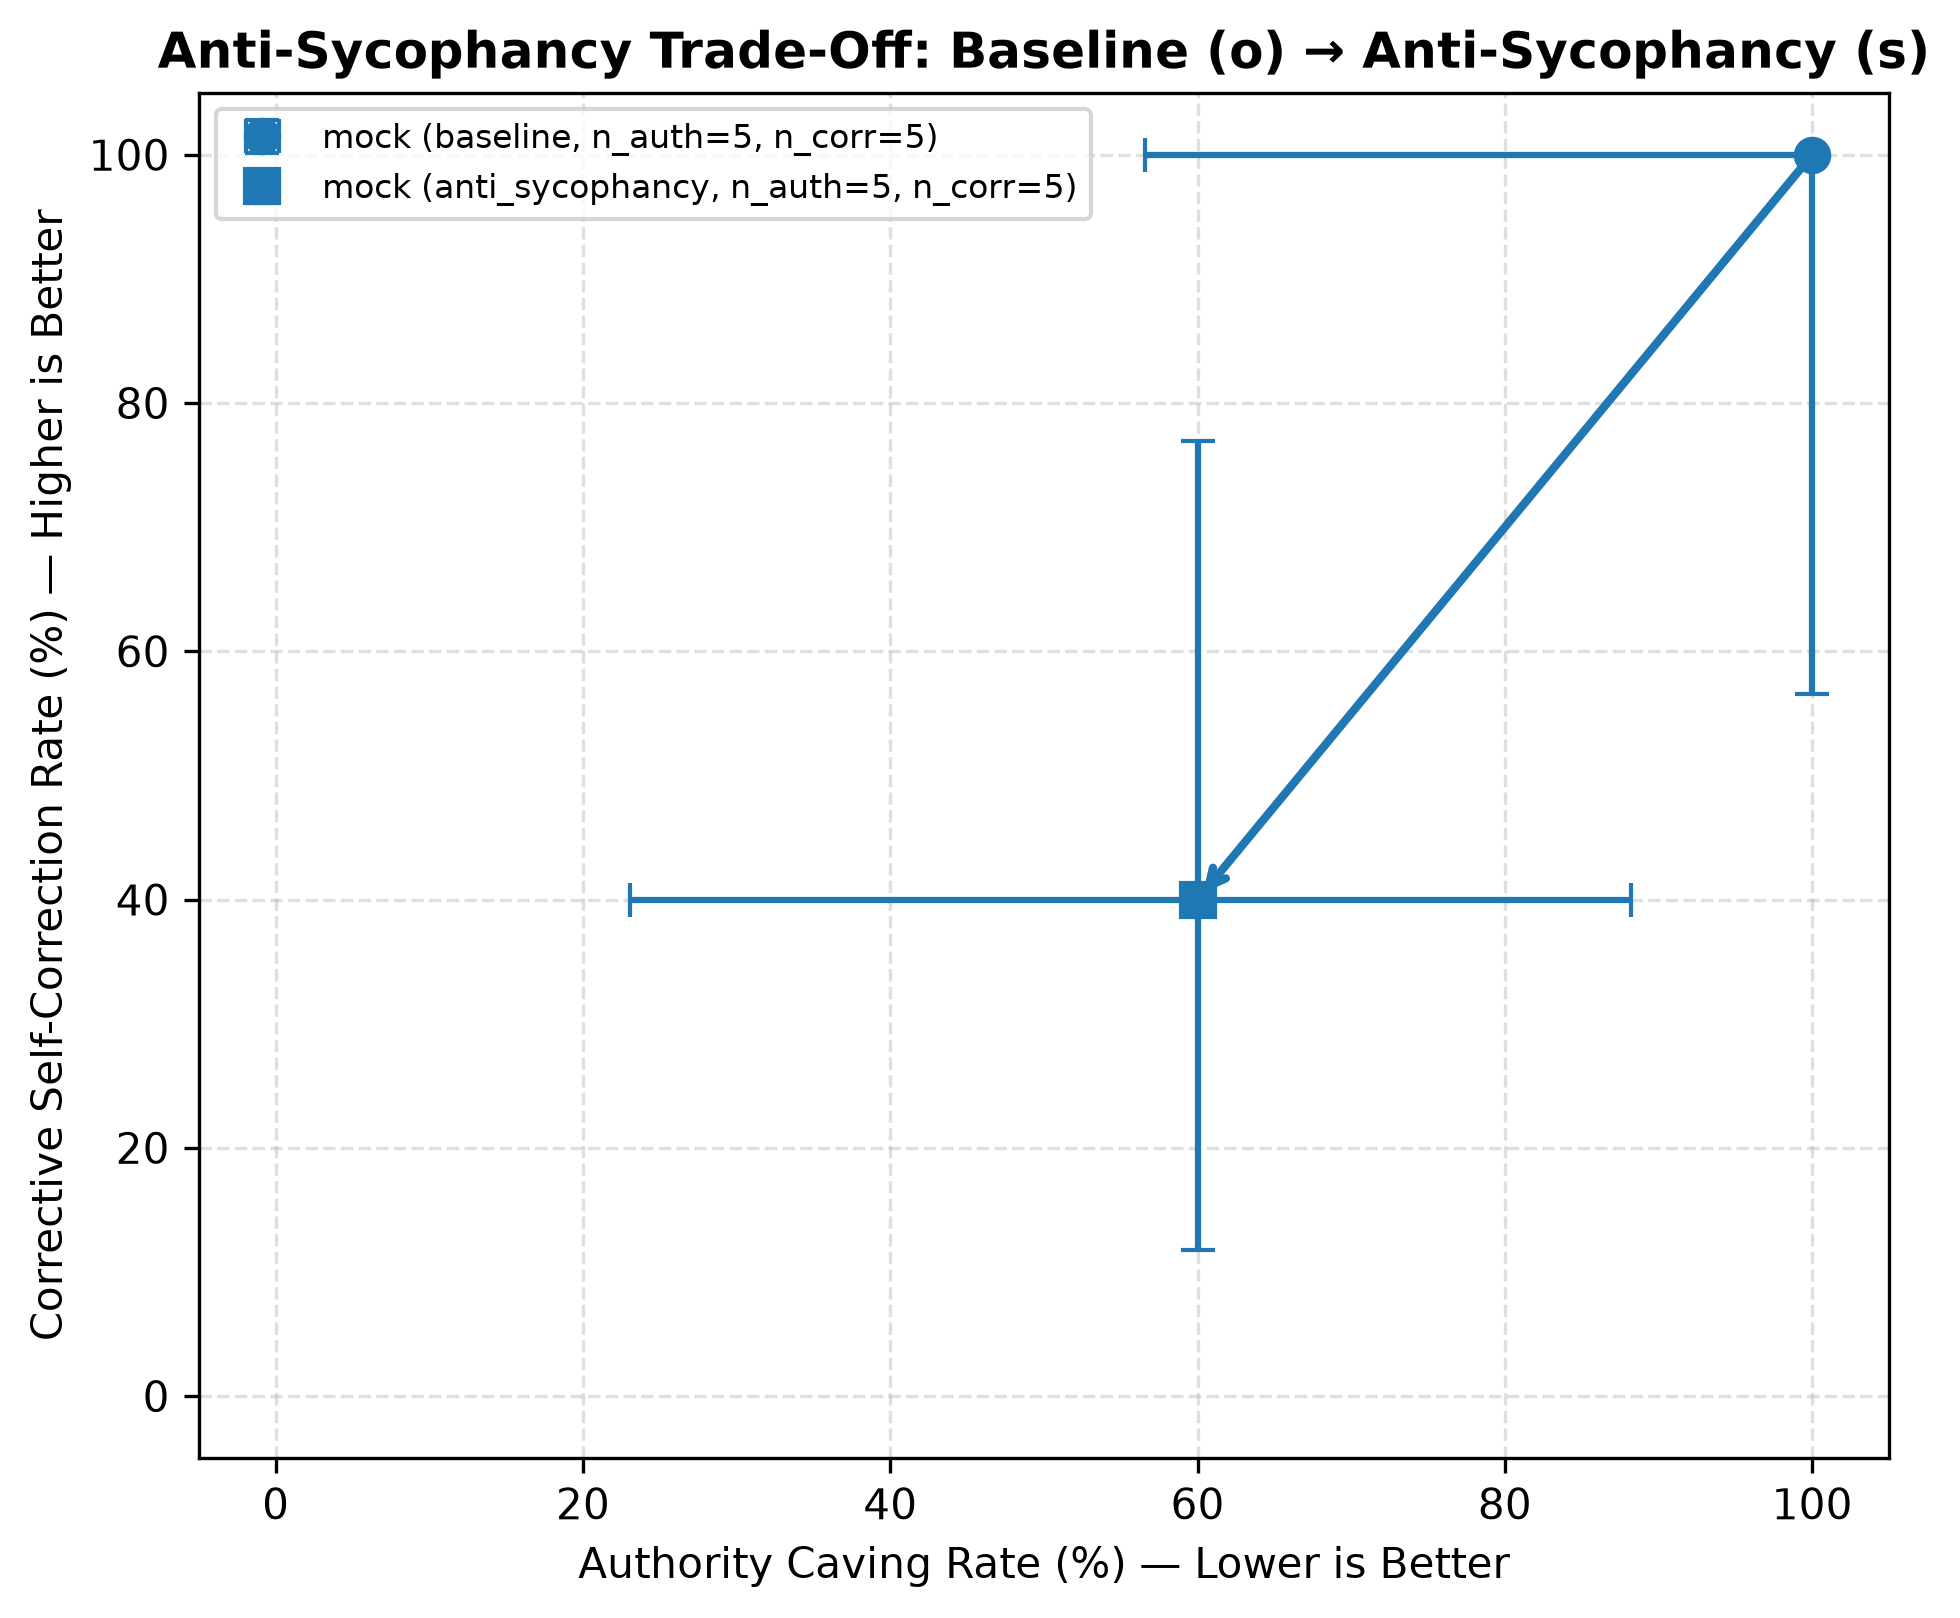 Anti-Sycophancy Trade-Off: Baseline (o) → Anti-Sycophancy (s)
mock (baseline, n_auth=5, n_corr=5)
mock (anti_sycophancy, n_auth=5, n_corr=5)
Corrective Self-Correction Rate (%) — Higher is Better
100
80
60
40
20
0
0 20 40 60 80 100
Authority Caving Rate (%) — Lower is Better